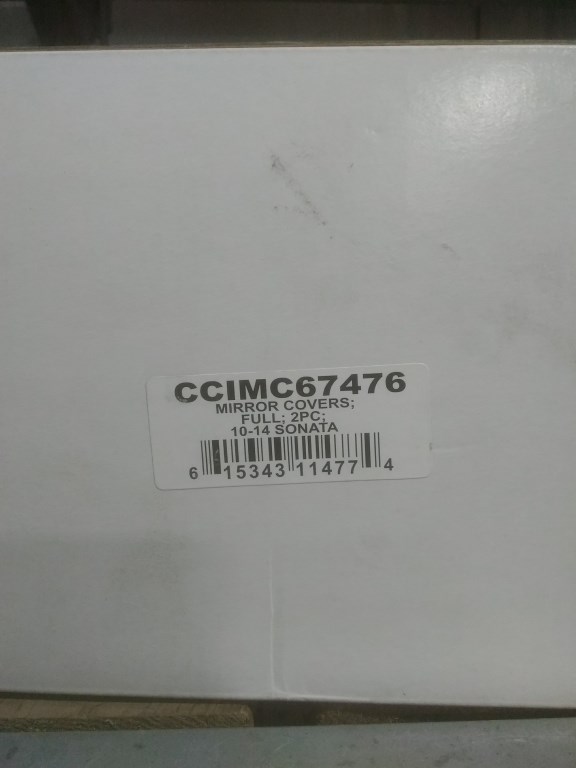 CCIMC67476
MIRROR COVERS;
FULL; 2PC;
10-14 SONATA
6 15343 11477 4